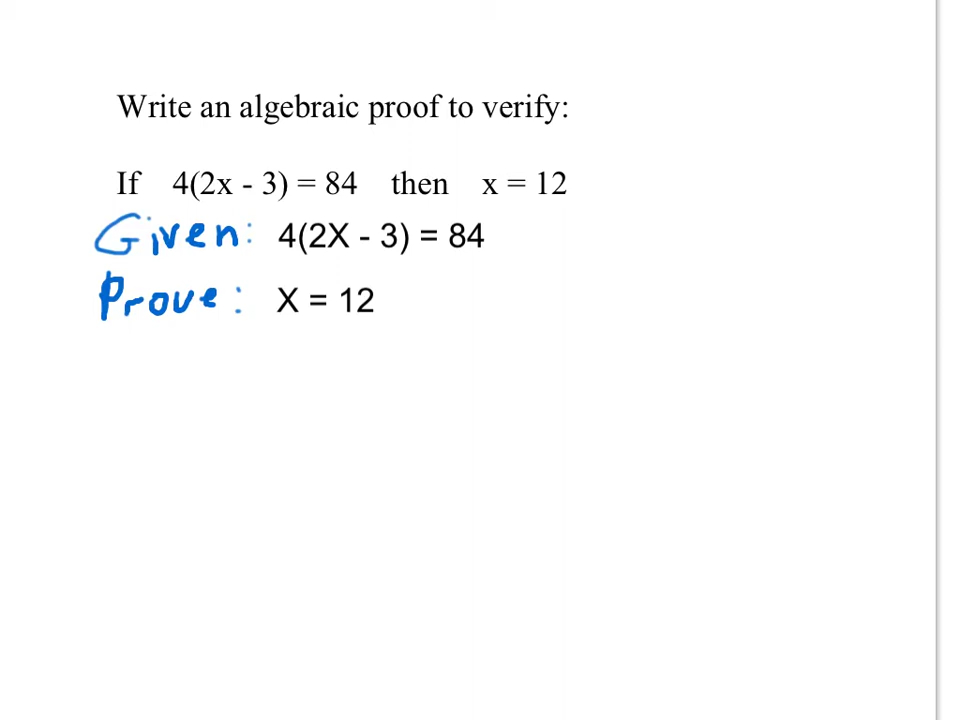 Write an algebraic proof to verify:
If 4(2x - 3) = 84 then x = 12
Given: 4(2X - 3) = 84
Prove: X = 12